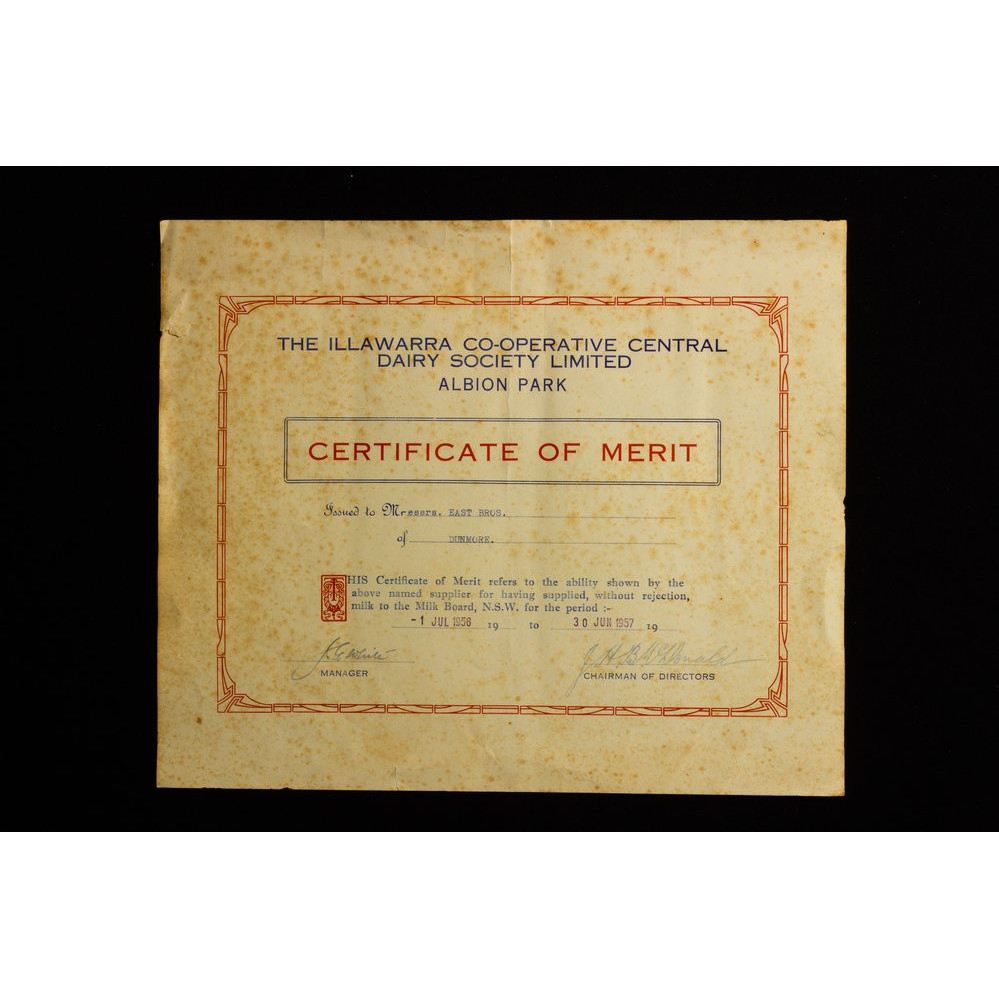 THE ILLAWARRA CO-OPERATIVE CENTRAL
DAIRY SOCIETY LIMITED
ALBION PARK
CERTIFICATE OF MERIT
Issued to Messrs. EAST BROS.
of DUNMORE.
THIS Certificate of Merit refers to the ability shown by the
above named supplier for having supplied, without rejection,
milk to the Milk Board, N.S.W. for the period :-
-1 JUL 1956 19 to 30 JUN 1957 19
White
J. H. B. McDonald
MANAGER
CHAIRMAN OF DIRECTORS